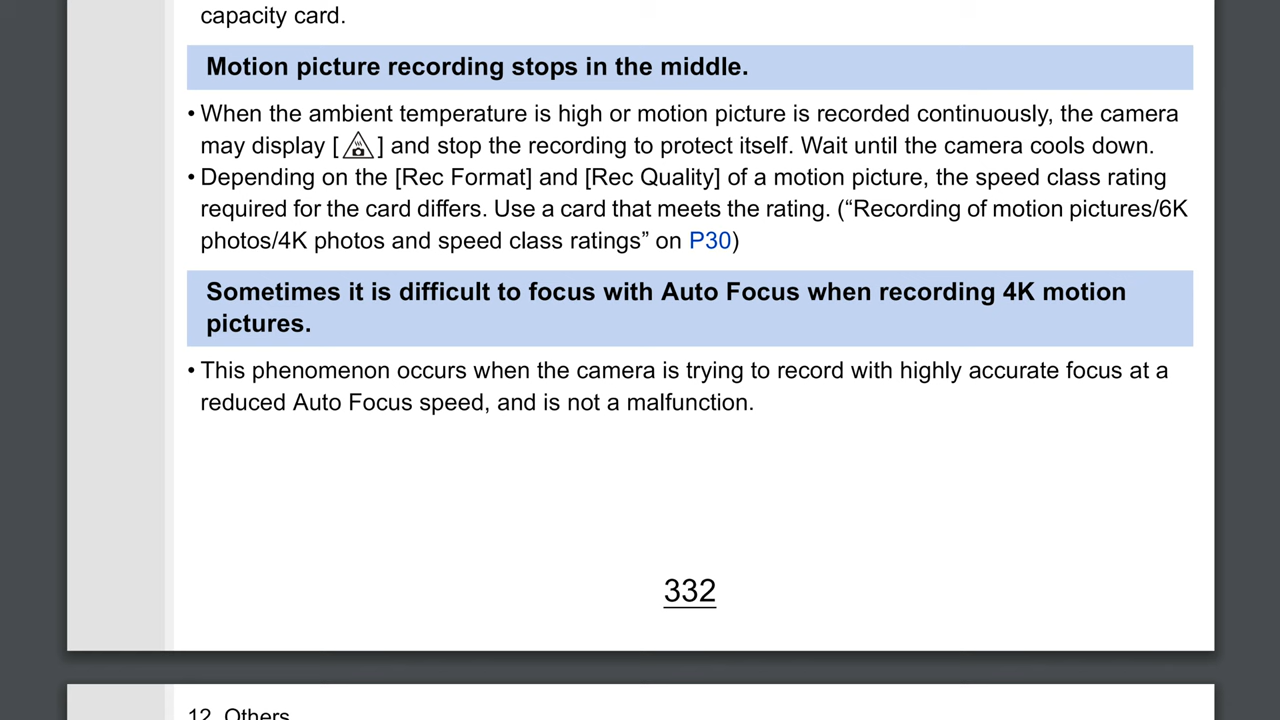 capacity card.
Motion picture recording stops in the middle.
• When the ambient temperature is high or motion picture is recorded continuously, the camera
may display [ ] and stop the recording to protect itself. Wait until the camera cools down.
• Depending on the [Rec Format] and [Rec Quality] of a motion picture, the speed class rating
required for the card differs. Use a card that meets the rating. (“Recording of motion pictures/6K
photos/4K photos and speed class ratings” on P30)
Sometimes it is difficult to focus with Auto Focus when recording 4K motion
pictures.
• This phenomenon occurs when the camera is trying to record with highly accurate focus at a
reduced Auto Focus speed, and is not a malfunction.
332
12. Others